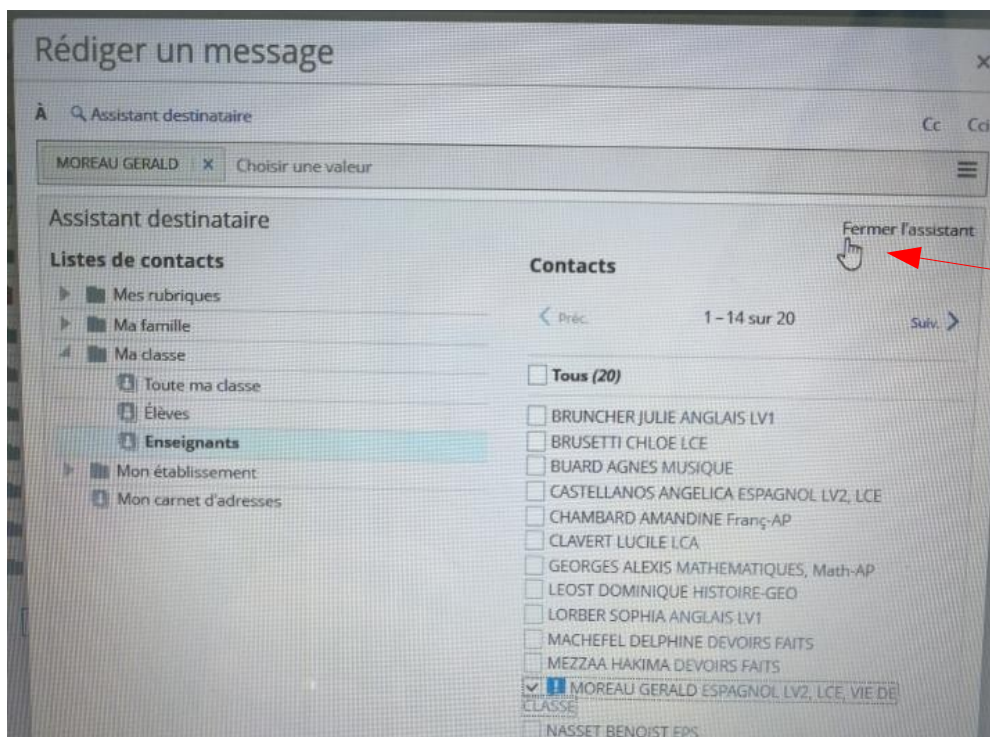 Rédiger un message
×
À Assistant destinataire
Cc Cci
MOREAU GERALD X Choisir une valeur
Assistant destinataire
Fermer l'assistant
Listes de contacts
Mes rubriques
Ma famille
Ma classe
Toute ma classe
Élèves
Enseignants
Mon établissement
Mon carnet d'adresses
Contacts
Préc. 1–14 sur 20 Suiv.
Tous (20)
BRUNCHER JULIE ANGLAIS LV1
BRUSETTI CHLOE LCE
BUARD AGNES MUSIQUE
CASTELLANOS ANGELICA ESPAGNOL LV2, LCE
CHAMBARD AMANDINE Franç-AP
CLAVERT LUCILE LCA
GEORGES ALEXIS MATHEMATIQUES, Math-AP
LEOST DOMINIQUE HISTOIRE-GEO
LORBER SOPHIA ANGLAIS LV1
MACHEFEL DELPHINE DEVOIRS FAITS
MEZZAA HAKIMA DEVOIRS FAITS
! MOREAU GERALD ESPAGNOL LV2, LCE, VIE DE
CLASSE
NASSET BENOIST EPS